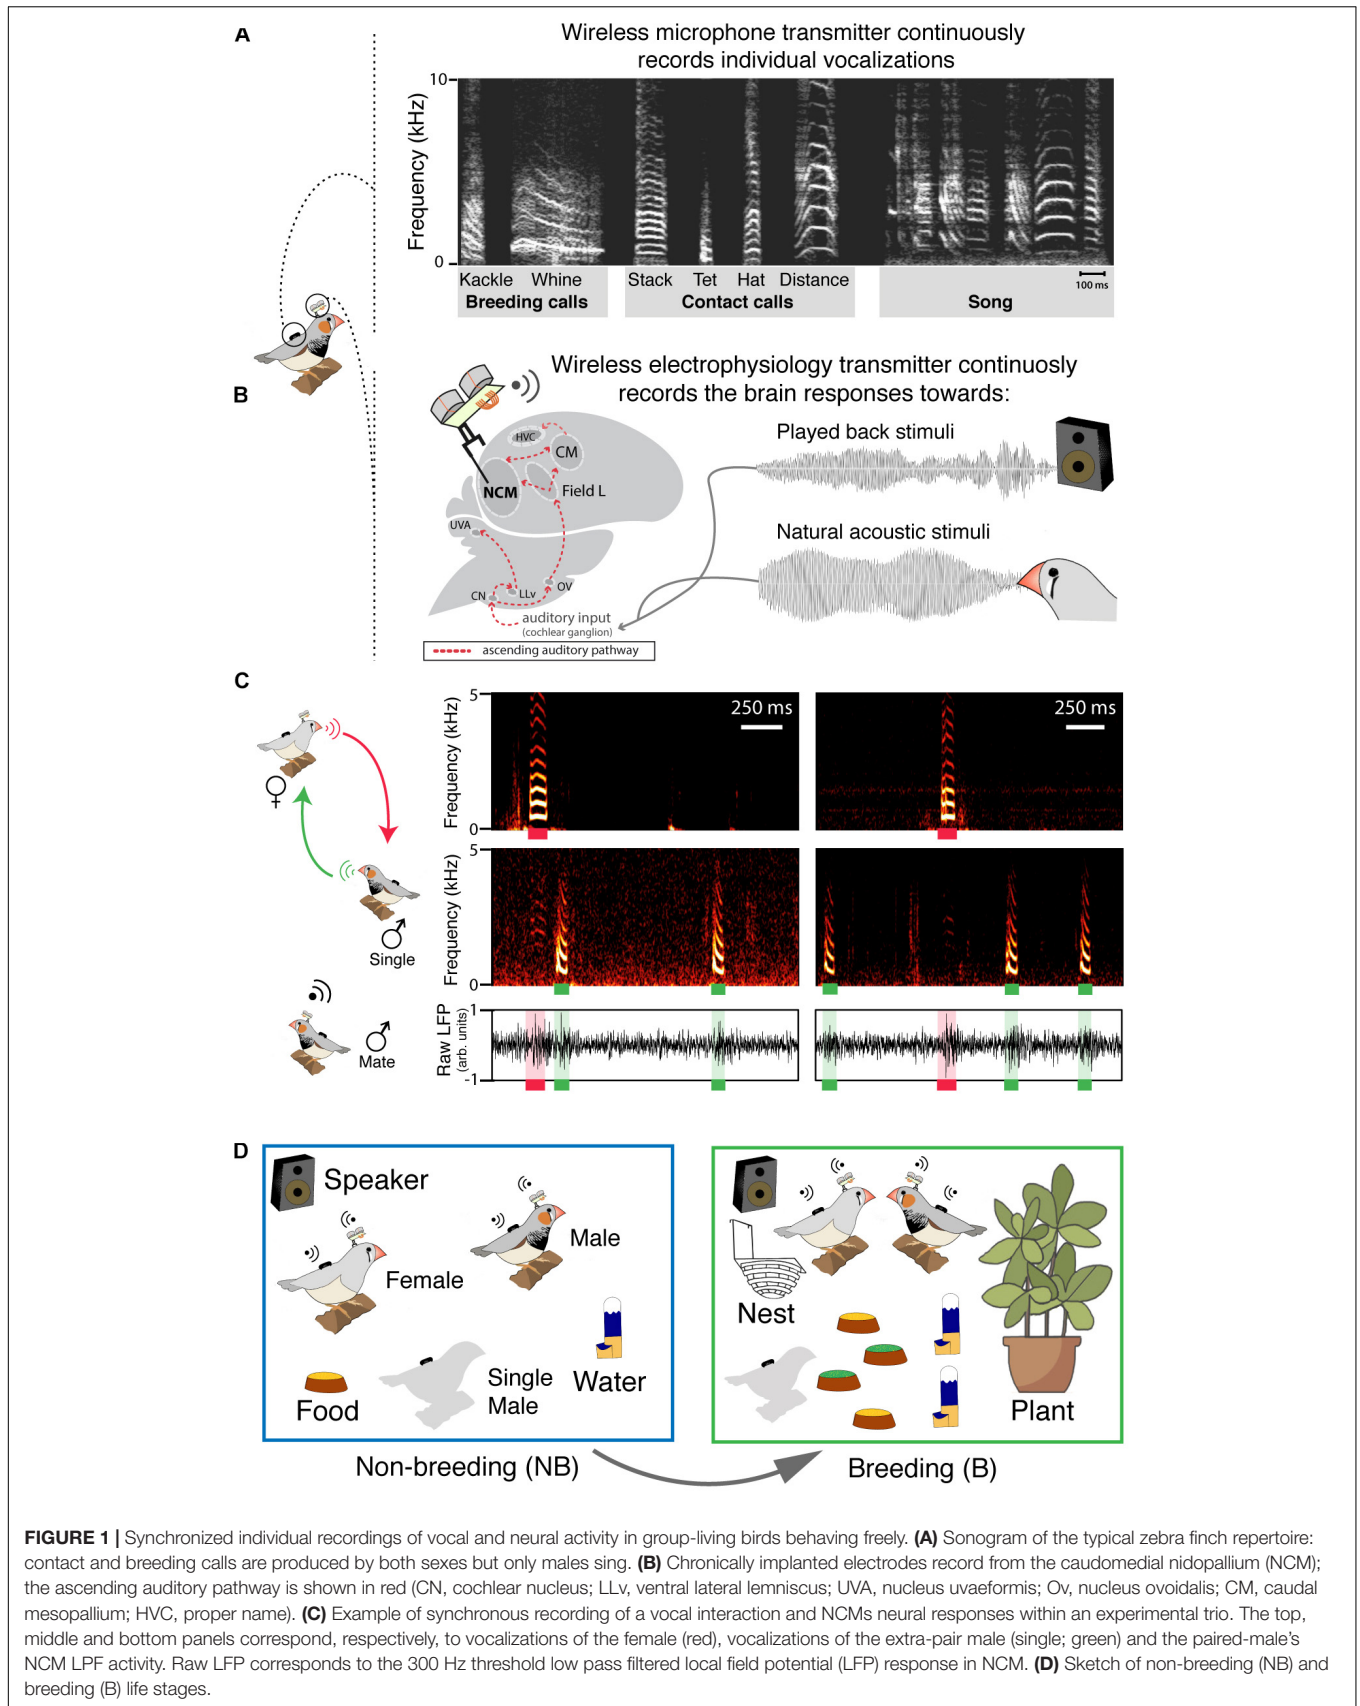 A
Wireless microphone transmitter continuously
records individual vocalizations
10
Frequency (kHz)
0
Kackle Whine Stack Tet Hat Distance
100 ms
Breeding calls Contact calls Song
B
Wireless electrophysiology transmitter continuosly
records the brain responses towards:
Played back stimuli
HVC
CM
NCM
Field L
UVA
Natural acoustic stimuli
CN
LLv
OV
auditory input
(cochlear ganglion)
ascending auditory pathway
C
5
Frequency (kHz)
0
250 ms
250 ms
5
Frequency (kHz)
0
Single
Mate
1
Raw LFP
(arb. units)
-1
D
Speaker
Male
Female
Single
Male
Water
Food
Nest
Plant
Non-breeding (NB)
Breeding (B)
FIGURE 1 | Synchronized individual recordings of vocal and neural activity in group-living birds behaving freely. (A) Sonogram of the typical zebra finch repertoire:
contact and breeding calls are produced by both sexes but only males sing. (B) Chronically implanted electrodes record from the caudomedial nidopallium (NCM);
the ascending auditory pathway is shown in red (CN, cochlear nucleus; LLv, ventral lateral lemniscus; UVA, nucleus uvaeformis; Ov, nucleus ovoidalis; CM, caudal
mesopallium; HVC, proper name). (C) Example of synchronous recording of a vocal interaction and NCMs neural responses within an experimental trio. The top,
middle and bottom panels correspond, respectively, to vocalizations of the female (red), vocalizations of the extra-pair male (single; green) and the paired-male's
NCM LPF activity. Raw LFP corresponds to the 300 Hz threshold low pass filtered local field potential (LFP) response in NCM. (D) Sketch of non-breeding (NB) and
breeding (B) life stages.